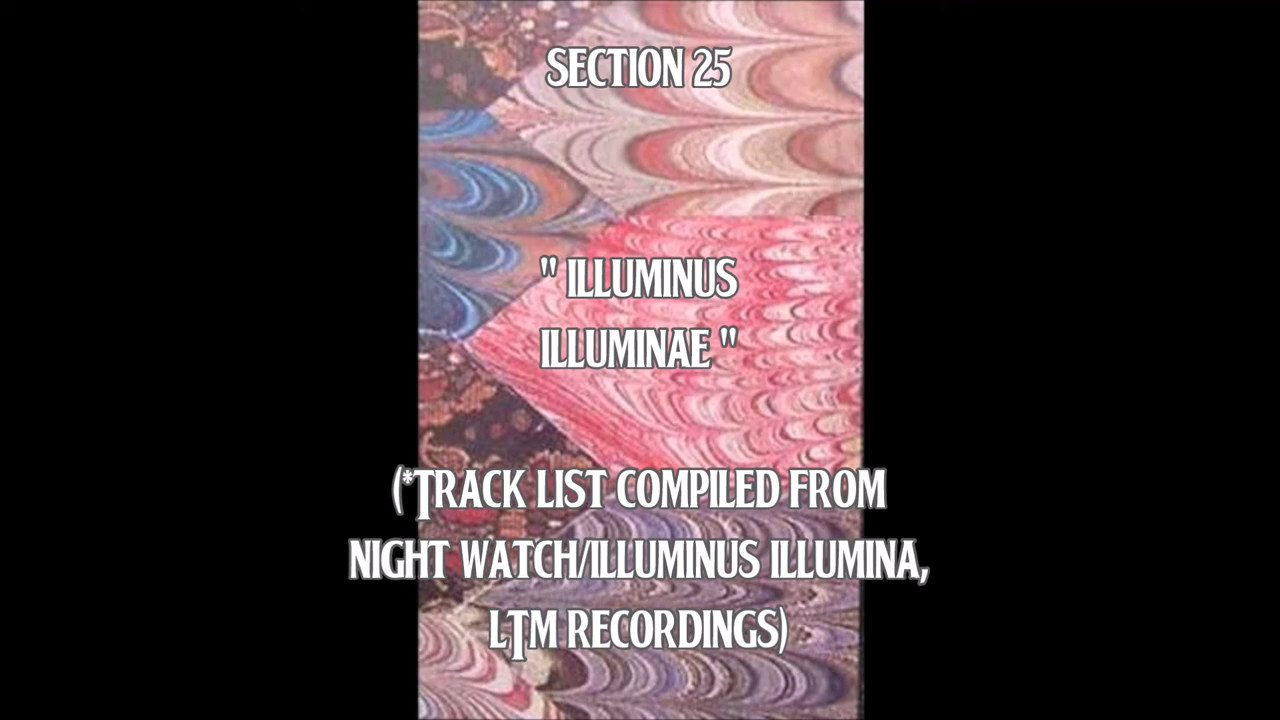 SECTION 25
" ILLUMINUS
ILLUMINAE "
(*TRACK LIST COMPILED FROM
NIGHT WATCH/ILLUMINUS ILLUMINA,
LTM RECORDINGS)